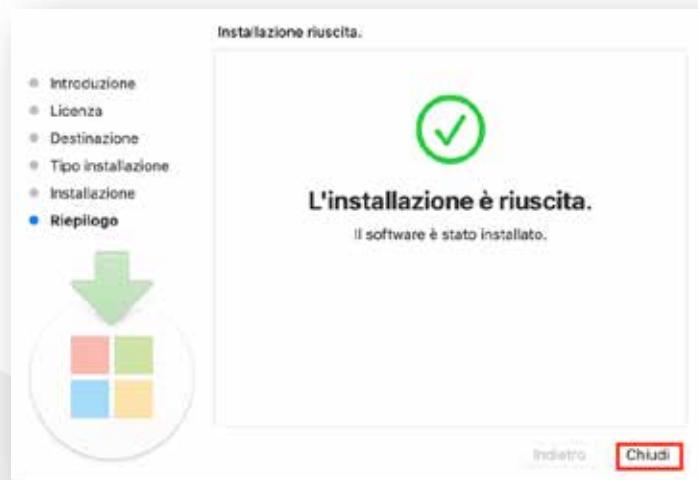 Installazione riuscita.
Introduzione
Licenza
Destinazione
Tipo installazione
Installazione
Riepilogo
L'installazione è riuscita.
Il software è stato installato.
Indietro
Chiudi